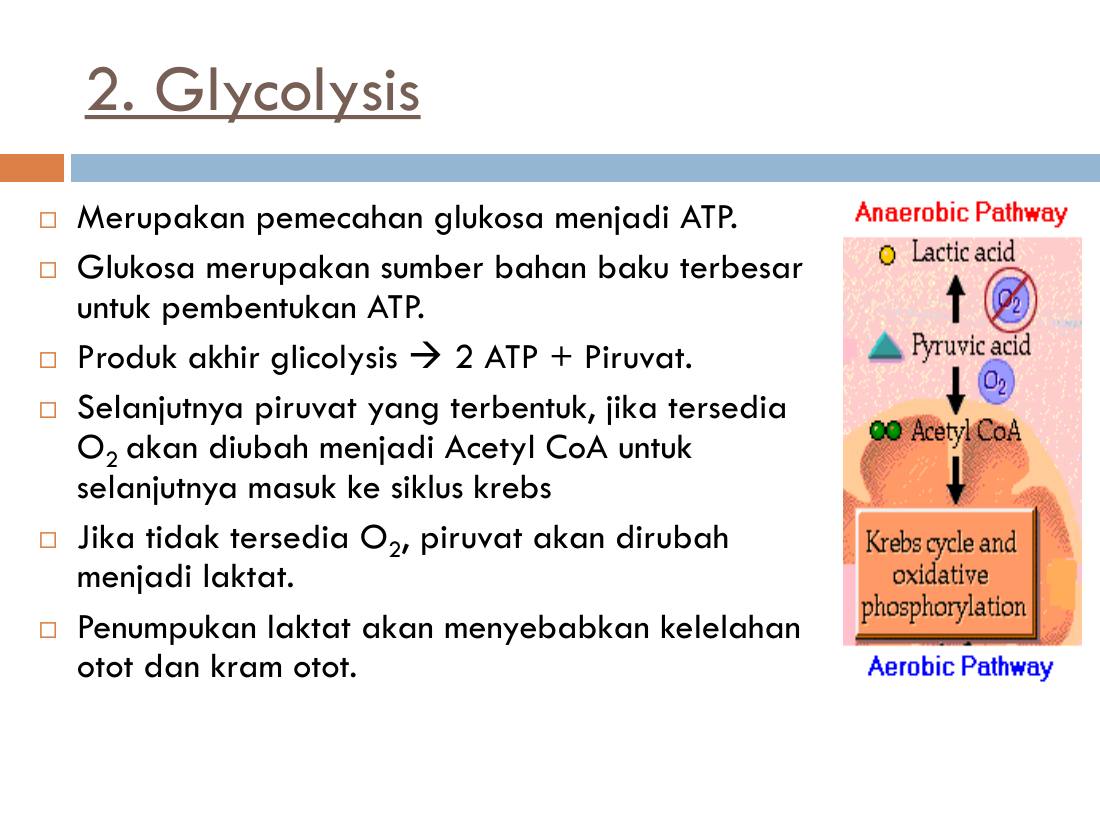 2. Glycolysis
Merupakan pemecahan glukosa menjadi ATP.
Glukosa merupakan sumber bahan baku terbesar
untuk pembentukan ATP.
Produk akhir glicolysis → 2 ATP + Piruvat.
Selanjutnya piruvat yang terbentuk, jika tersedia
O2 akan diubah menjadi Acetyl CoA untuk
selanjutnya masuk ke siklus krebs
Jika tidak tersedia O2, piruvat akan dirubah
menjadi laktat.
Penumpukan laktat akan menyebabkan kelelahan
otot dan kram otot.
Anaerobic Pathway
Lactic acid
O2
Pyruvic acid
O2
Acetyl CoA
Krebs cycle and
oxidative
phosphorylation
Aerobic Pathway